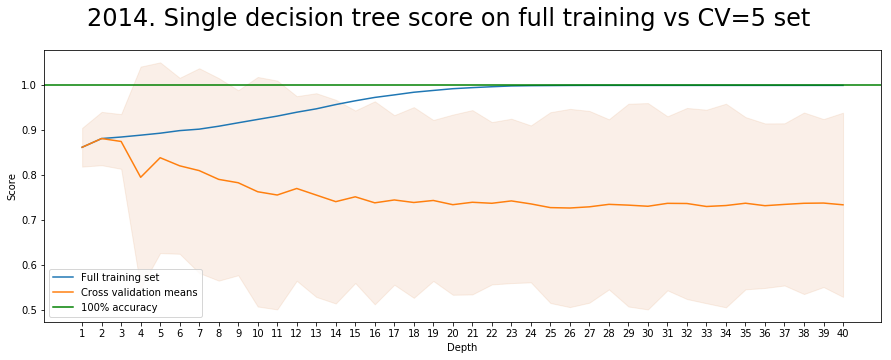 2014. Single decision tree score on full training vs CV=5 set
1.0
0.9
0.8
0.7
0.6
0.5
Score
Full training set
Cross validation means
100% accuracy
1 2 3 4 5 6 7 8 9 10 11 12 13 14 15 16 17 18 19 20 21 22 23 24 25 26 27 28 29 30 31 32 33 34 35 36 37 38 39 40
Depth